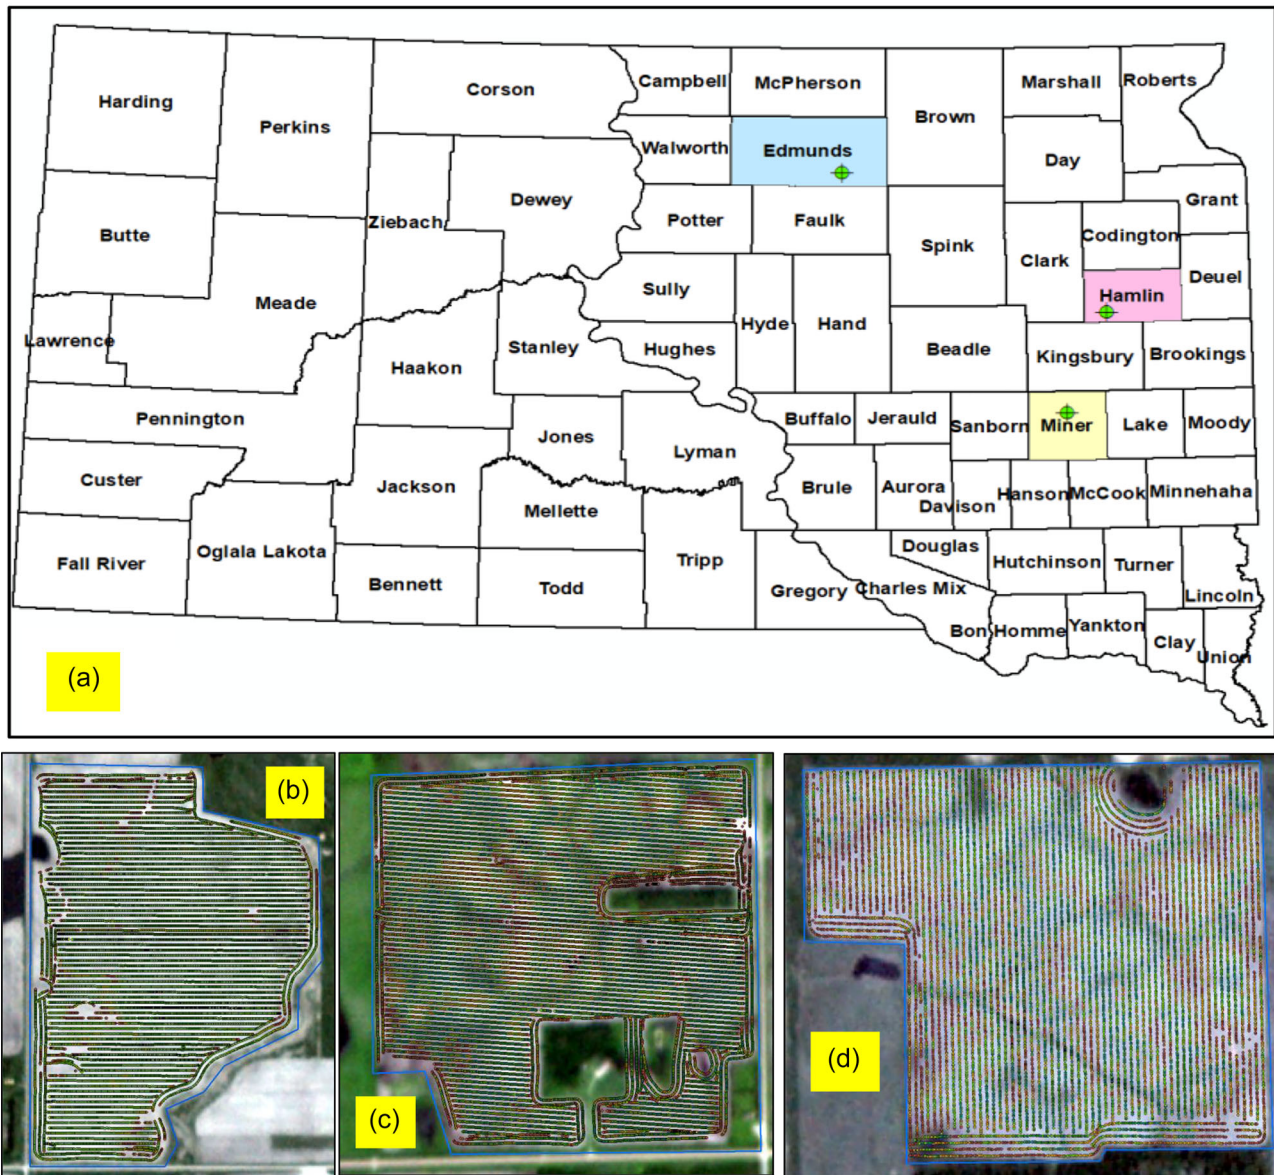 Harding
Perkins
Corson
Campbell
McPherson
Brown
Marshall
Roberts
Walworth
Edmunds
Day
Ziebach
Dewey
Potter
Faulk
Spink
Clark
Codington
Grant
Butte
Meade
Sully
Hyde
Hand
Hamlin
Deuel
Lawrence
Haakon
Stanley
Hughes
Beadle
Kingsbury
Brookings
Pennington
Jones
Lyman
Buffalo
Jerauld
Sanborn
Miner
Lake
Moody
Custer
Jackson
Mellette
Brule
Aurora
Davison
Hanson
McCook
Minnehaha
Fall River
Oglala Lakota
Bennett
Todd
Tripp
Gregory
Charles Mix
Douglas
Hutchinson
Turner
Lincoln
Bon Homme
Yankton
Clay
Union
(a)
(b)
(c)
(d)